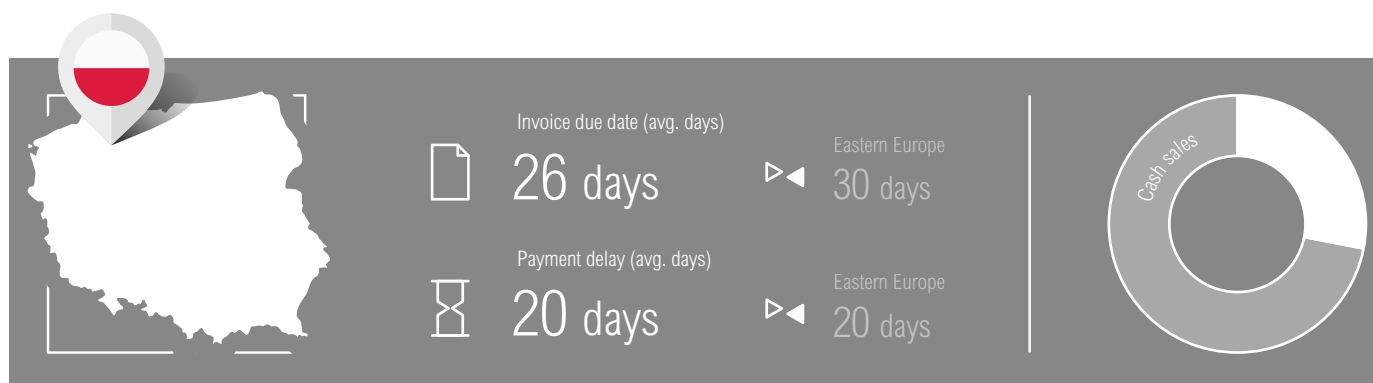 Invoice due date (avg. days)
26 days
Eastern Europe
30 days
Payment delay (avg. days)
20 days
Eastern Europe
20 days
Cash sales